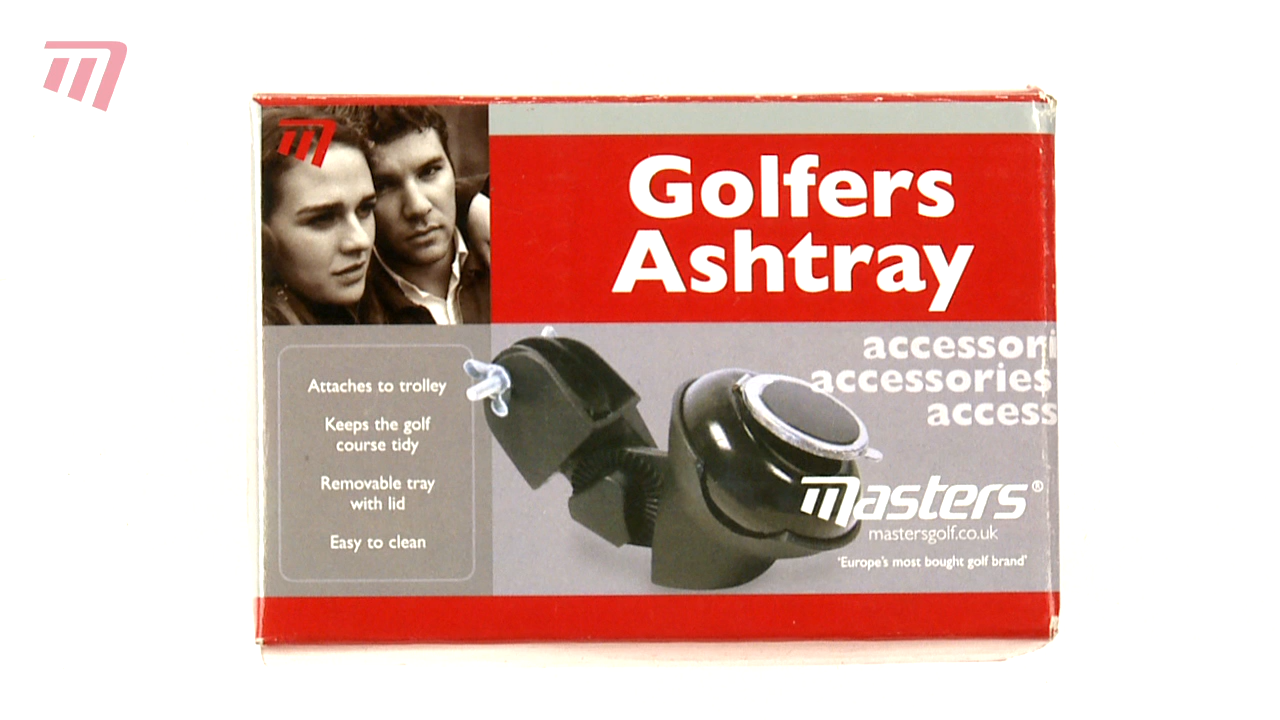 Golfers
Ashtray
accessori
accessories
access
Attaches to trolley
Keeps the golf
course tidy
Removable tray
with lid
Easy to clean
masters®
mastersgolf.co.uk
'Europe's most bought golf brand'